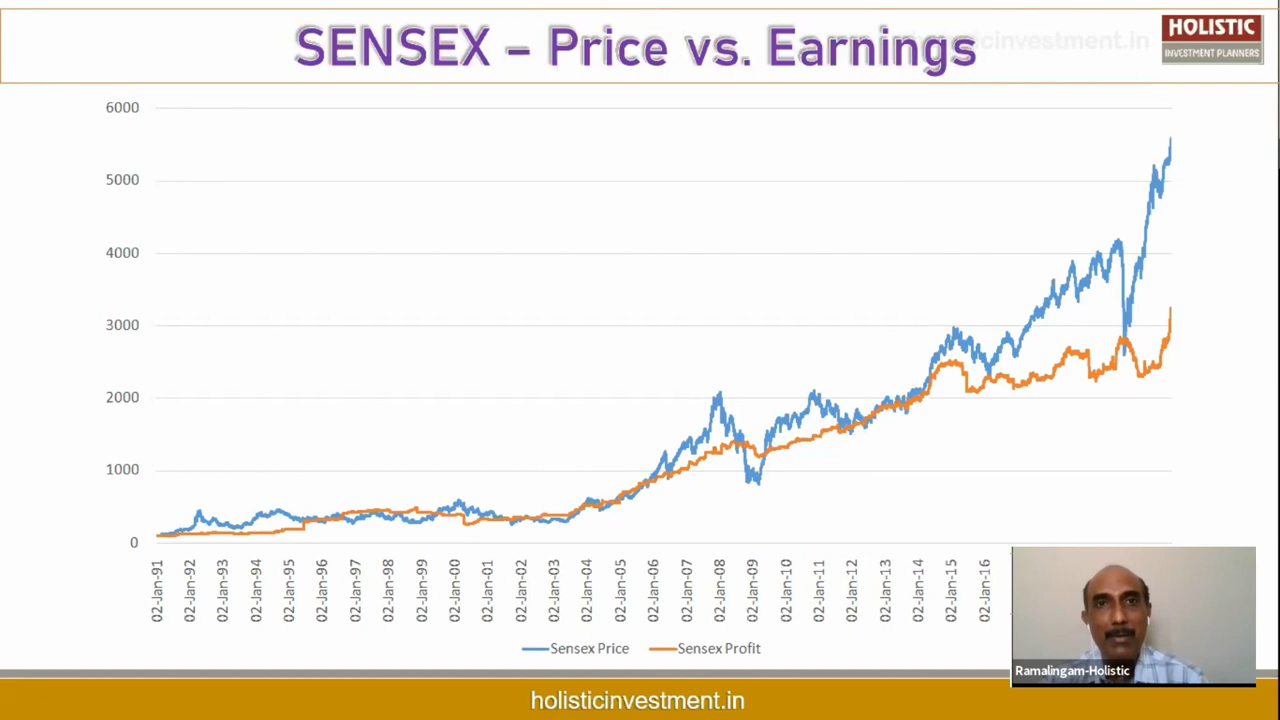 SENSEX – Price vs. Earnings
holisticinvestment.in
HOLISTIC
INVESTMENT PLANNERS
6000
5000
4000
3000
2000
1000
0
02-Jan-91
02-Jan-92
02-Jan-93
02-Jan-94
02-Jan-95
02-Jan-96
02-Jan-97
02-Jan-98
02-Jan-99
02-Jan-00
02-Jan-01
02-Jan-02
02-Jan-03
02-Jan-04
02-Jan-05
02-Jan-06
02-Jan-07
02-Jan-08
02-Jan-09
02-Jan-10
02-Jan-11
02-Jan-12
02-Jan-13
02-Jan-14
02-Jan-15
02-Jan-16
Sensex Price
Sensex Profit
Ramalingam-Holistic
holisticinvestment.in